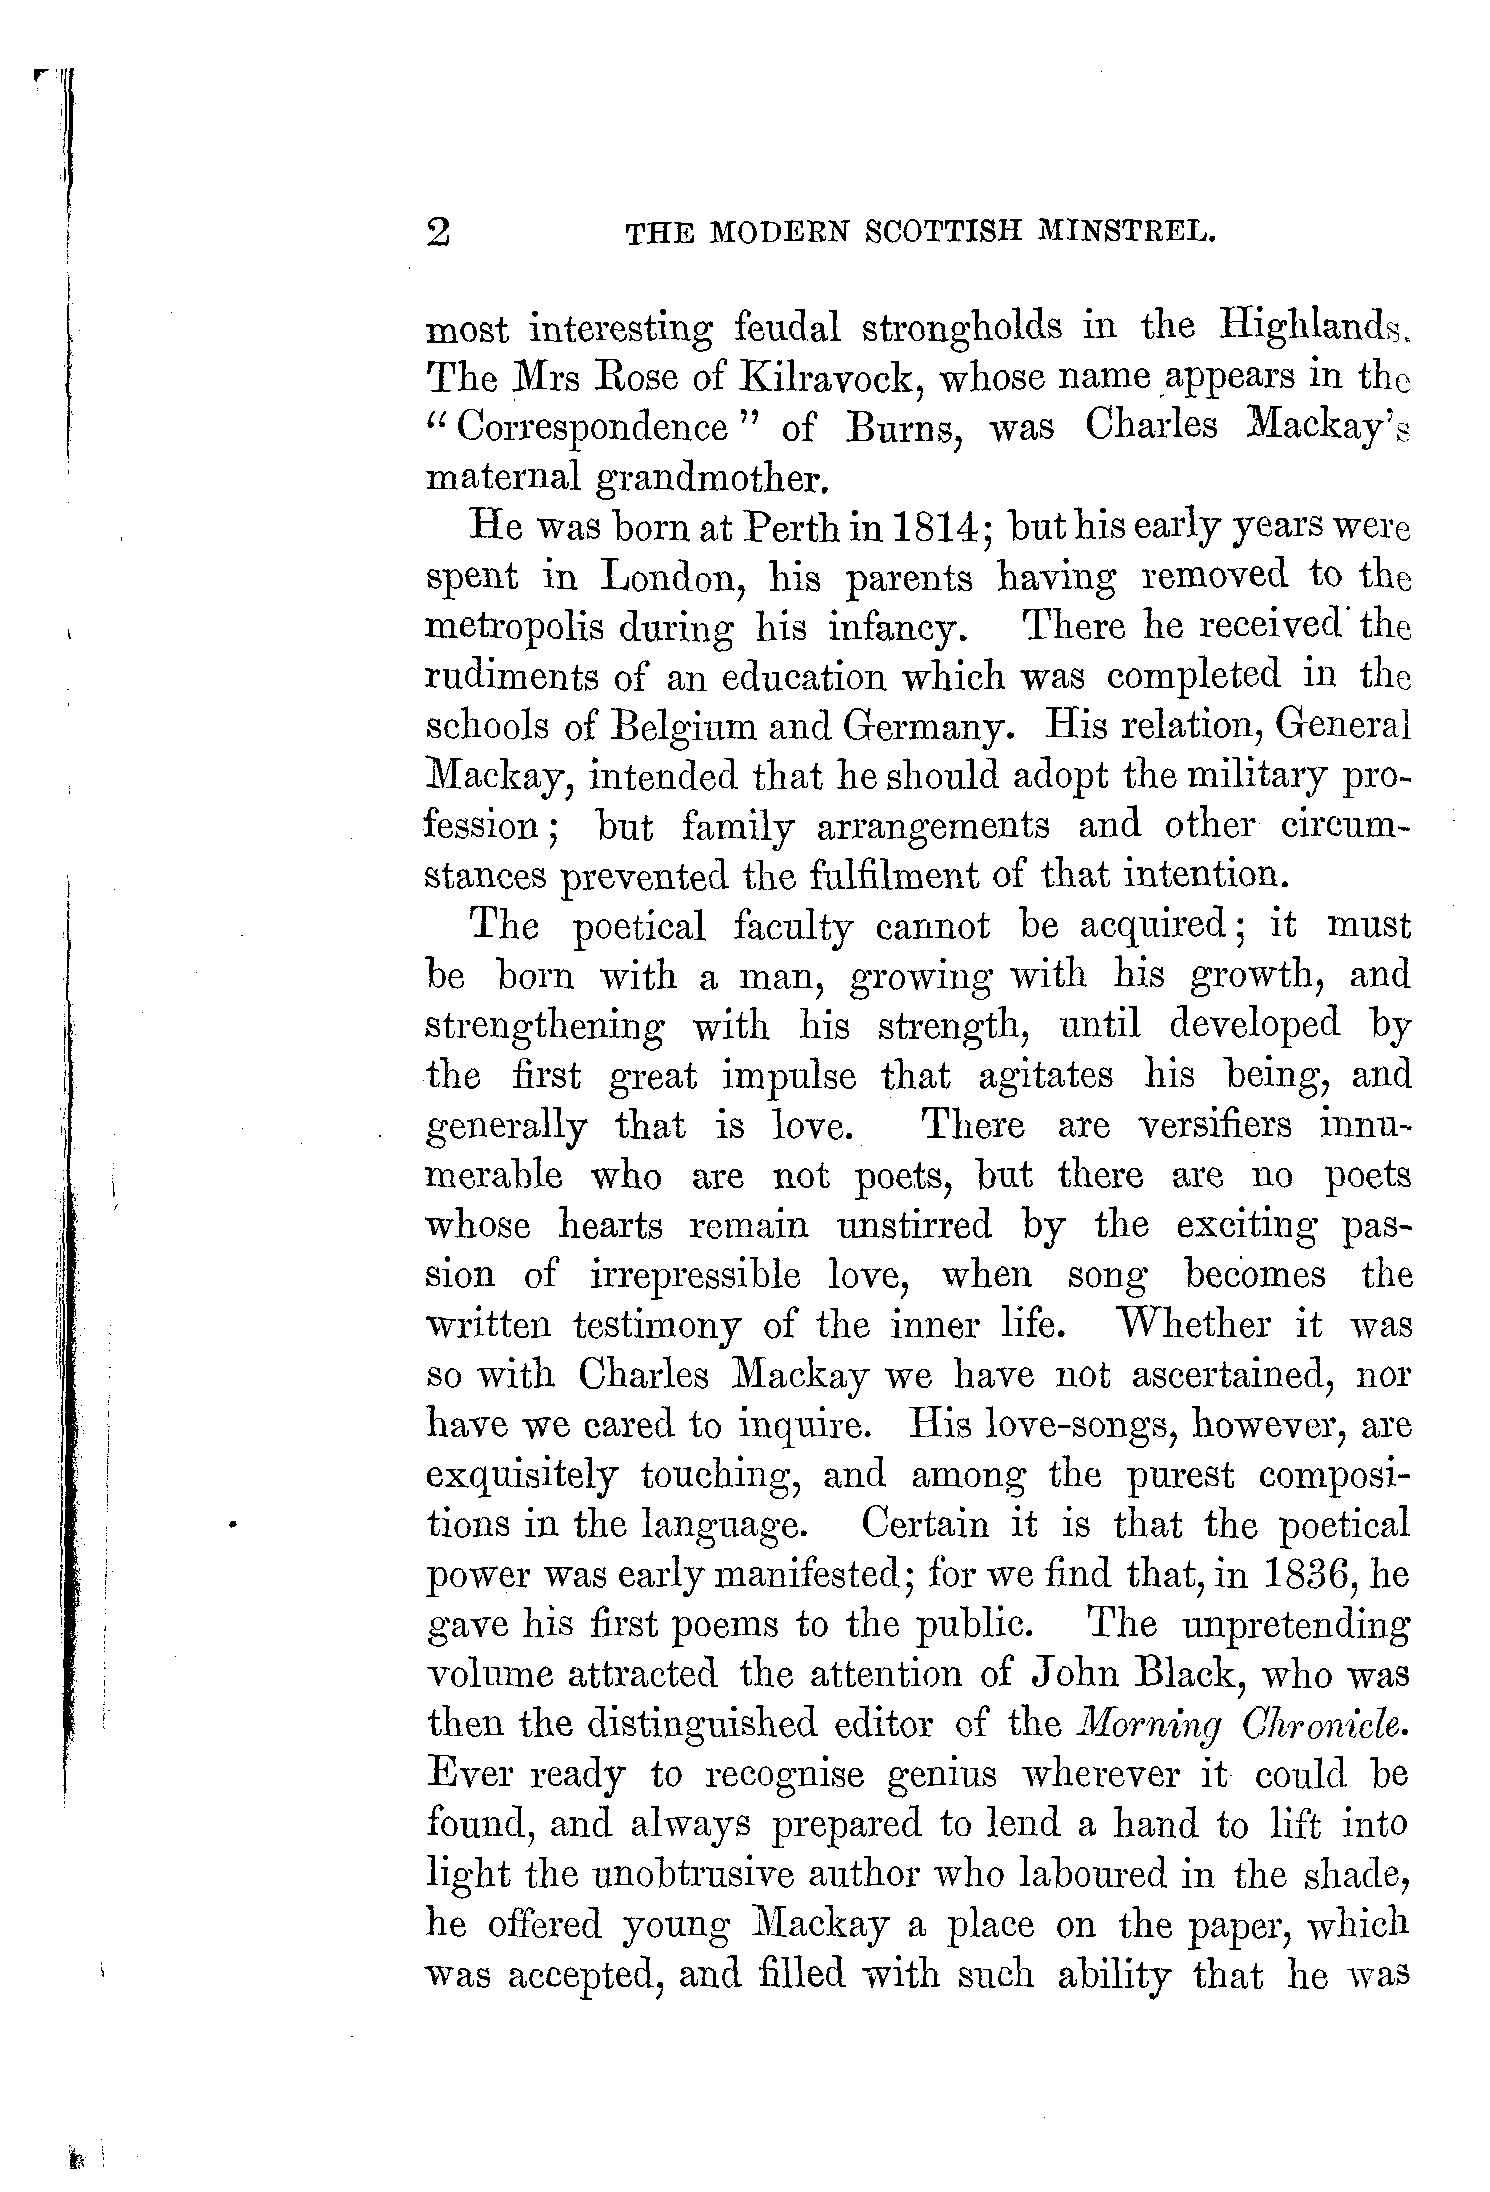 2 THE MODERN SCOTTISH MINSTREL.
most interesting feudal strongholds in the Highlands.
The Mrs Rose of Kilravock, whose name appears in the
“Correspondence” of Burns, was Charles Mackay's
maternal grandmother.
He was born at Perth in 1814; but his early years were
spent in London, his parents having removed to the
metropolis during his infancy. There he received the
rudiments of an education which was completed in the
schools of Belgium and Germany. His relation, General
Mackay, intended that he should adopt the military pro-
fession; but family arrangements and other circum-
stances prevented the fulfilment of that intention.
The poetical faculty cannot be acquired; it must
be born with a man, growing with his growth, and
strengthening with his strength, until developed by
the first great impulse that agitates his being, and
generally that is love. There are versifiers innu-
merable who are not poets, but there are no poets
whose hearts remain unstirred by the exciting pas-
sion of irrepressible love, when song becomes the
written testimony of the inner life. Whether it was
so with Charles Mackay we have not ascertained, nor
have we cared to inquire. His love-songs, however, are
exquisitely touching, and among the purest composi-
tions in the language. Certain it is that the poetical
power was early manifested; for we find that, in 1836, he
gave his first poems to the public. The unpretending
volume attracted the attention of John Black, who was
then the distinguished editor of the Morning Chronicle.
Ever ready to recognise genius wherever it could be
found, and always prepared to lend a hand to lift into
light the unobtrusive author who laboured in the shade,
he offered young Mackay a place on the paper, which
was accepted, and filled with such ability that he was